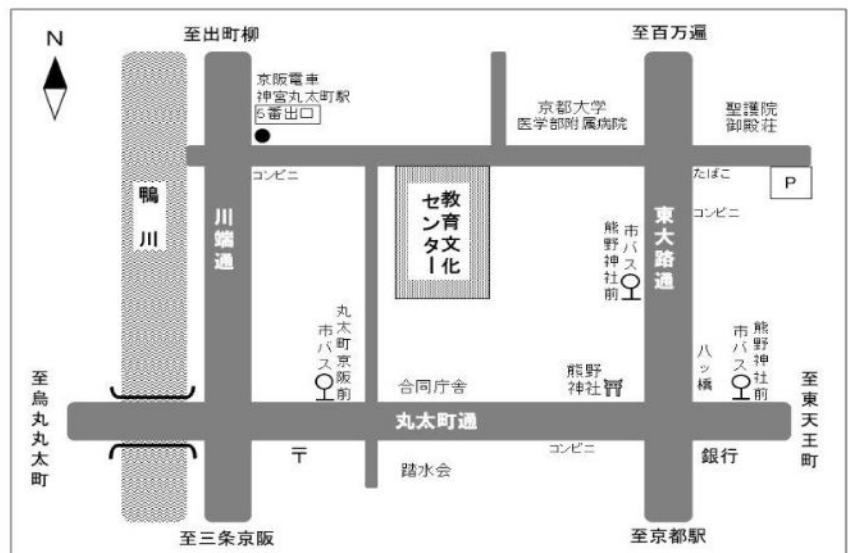 N
至出町柳
至百万遍
京阪電車
神宮丸太町駅
5番出口
京都大学
医学部附属病院
聖護院
御殿荘
コンビニ
たばこ
P
コンビニ
鴨川
川端通
教育文化
センター
東大路通
市バス
熊野神社前
丸太町京阪前
市バス
合同庁舎
熊野
神社
八ッ橋
熊野神社前
市バス
至烏丸丸太町
至東天王町
丸太町通
〒
コンビニ
銀行
踏水会
至三条京阪
至京都駅